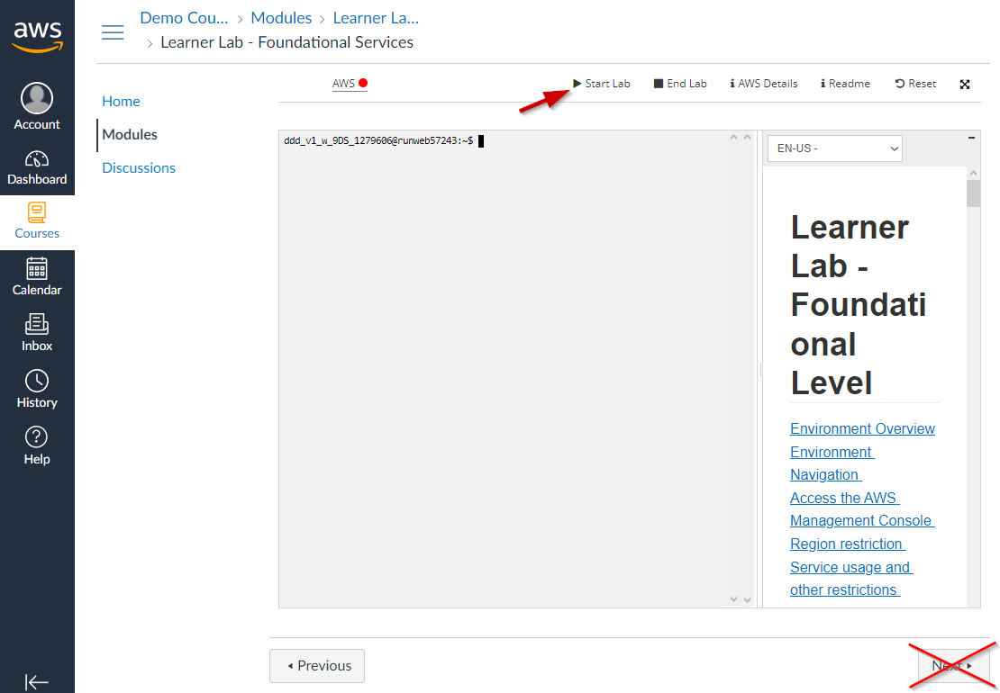 aws
Account
Dashboard
Courses
Calendar
Inbox
History
Help
Demo Cou... › Modules › Learner La...
› Learner Lab - Foundational Services
Home
Modules
Discussions
AWS
Start Lab
End Lab
AWS Details
Readme
Reset
ddd_v1_w_9DS_1279606@runweb57243:~$
EN-US -
Learner
Lab -
Foundati
onal
Level
Environment Overview
Environment
Navigation
Access the AWS
Management Console
Region restriction
Service usage and
other restrictions
Previous
Next